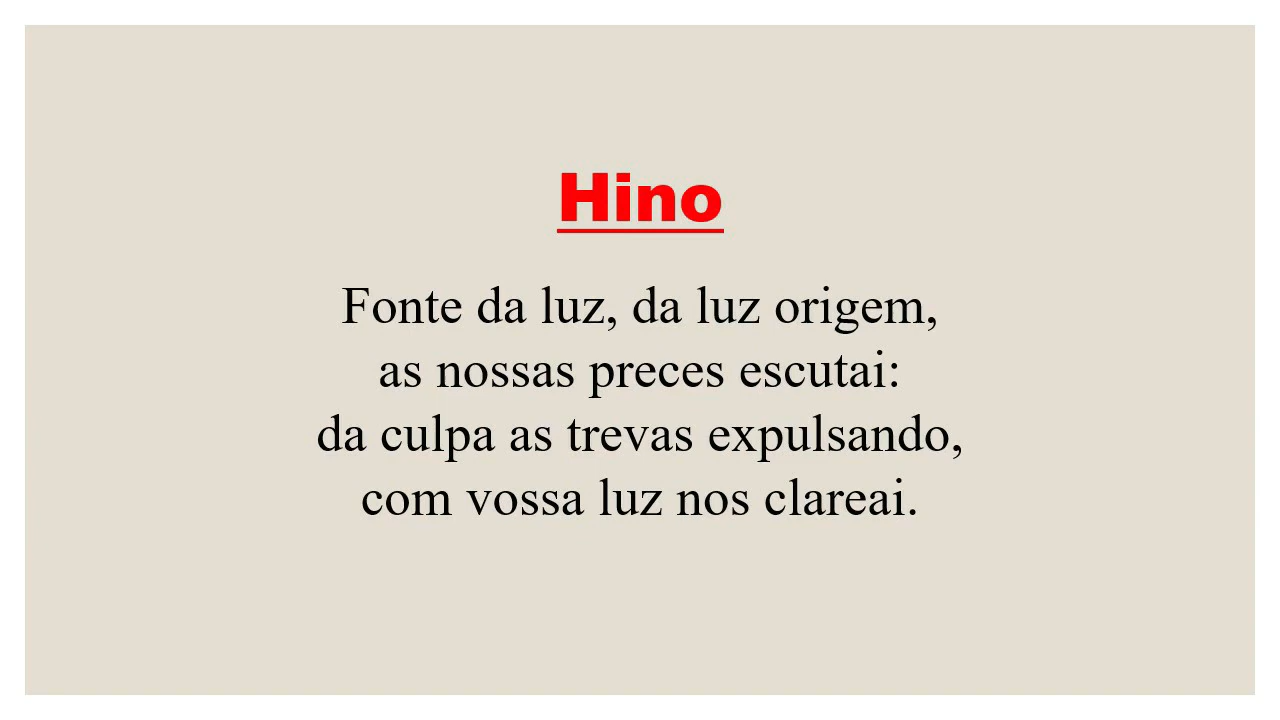 Hino
Fonte da luz, da luz origem,
as nossas preces escutai:
da culpa as trevas expulsando,
com vossa luz nos clareai.